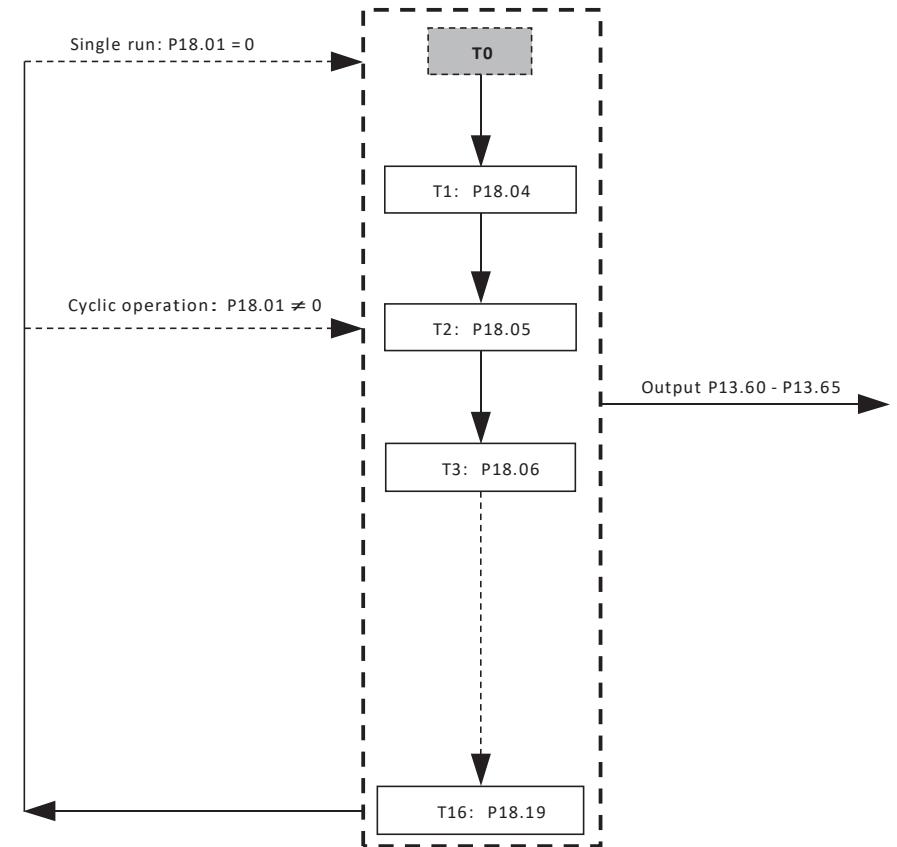 Single run: P18.01 = 0
T0
T1: P18.04
Cyclic operation: P18.01 ≠ 0
T2: P18.05
Output P13.60 - P13.65
T3: P18.06
T16: P18.19